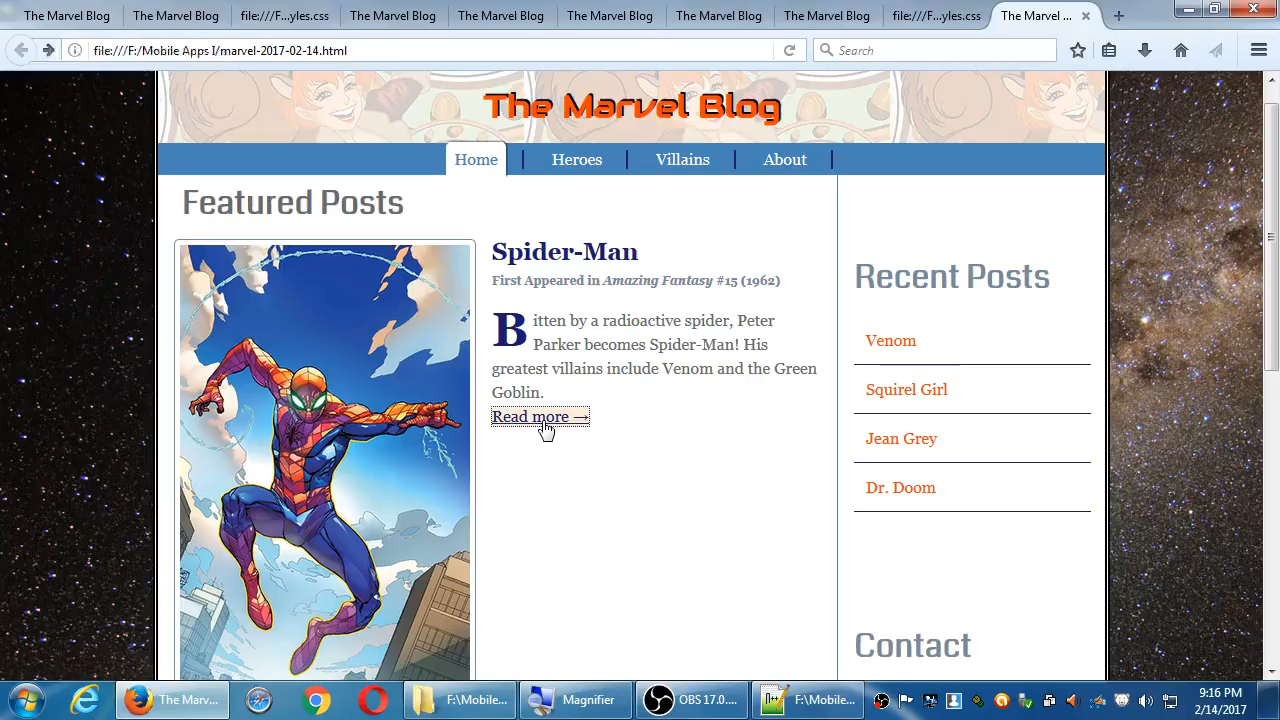 The Marvel Blog
The Marvel Blog
file:///F...yles.css
The Marvel Blog
The Marvel Blog
The Marvel Blog
The Marvel Blog
The Marvel Blog
file:///F...yles.css
The Marvel ...
file:///F:/Mobile Apps I/marvel-2017-02-14.html
Search
The Marvel Blog
Home
Heroes
Villains
About
Featured Posts
Spider-Man
First Appeared in Amazing Fantasy #15 (1962)
Bitten by a radioactive spider, Peter
Parker becomes Spider-Man! His
greatest villains include Venom and the Green
Goblin.
Read more →
Recent Posts
Venom
Squirel Girl
Jean Grey
Dr. Doom
Contact
The Marv...
F:\Mobile...
Magnifier
OBS 17.0....
F:\Mobile...
9:16 PM
2/14/2017